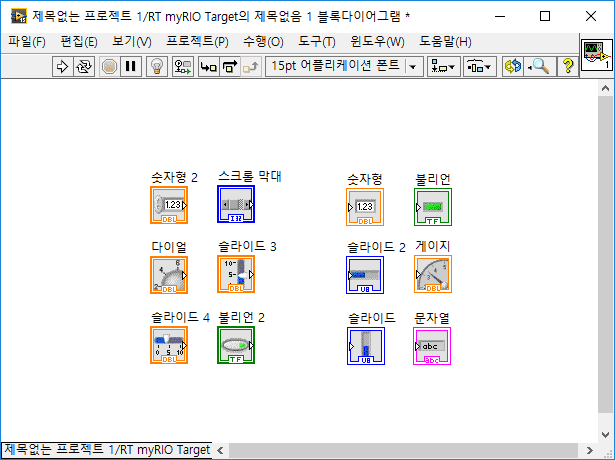 제목없는 프로젝트 1/RT myRIO Target의 제목없음 1 블록다이어그램 *
파일(F) 편집(E) 보기(V) 프로젝트(P) 수행(O) 도구(T) 윈도우(W) 도움말(H)
15pt 어플리케이션 폰트
1
숫자형 2 스크롤 막대 숫자형 불리언
1.23 1.23
DBL I32 DBL TF
다이얼 슬라이드 3 슬라이드 2 게이지
2 4 6 10 5
DBL DBL U8 DBL
슬라이드 4 불리언 2 슬라이드 문자열
0 5 10 abc
DBL TF U8 abc
제목없는 프로젝트 1/RT myRIO Target